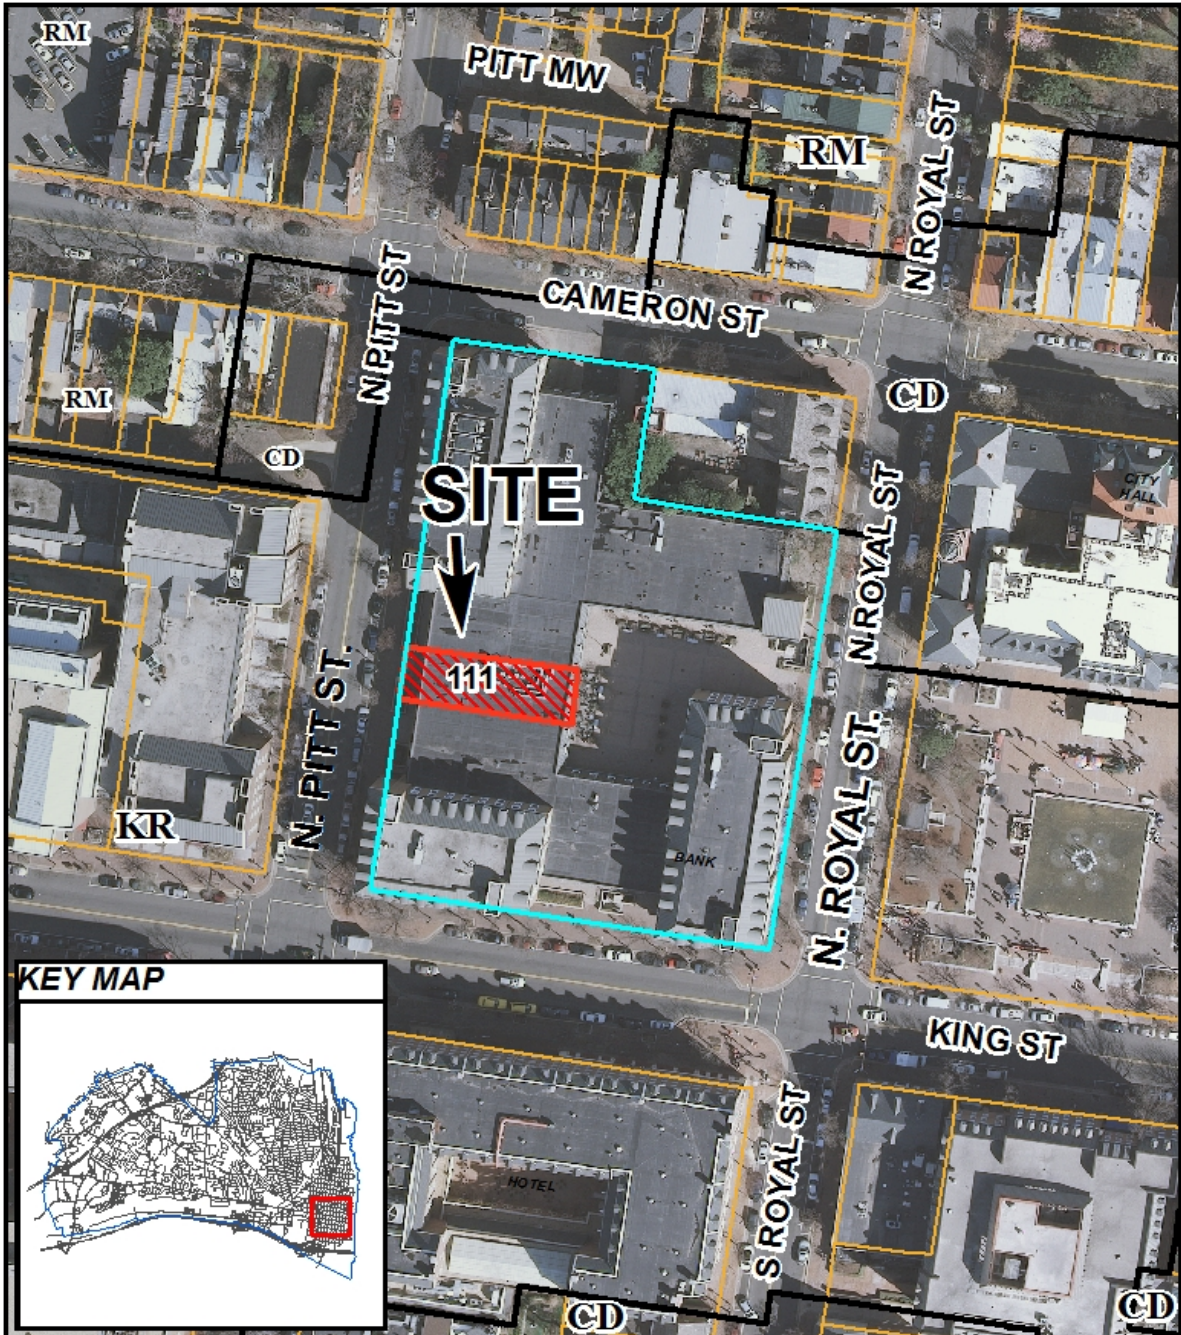 RM
PITT MW
RM
N ROYAL ST
N PITT ST
CAMERON ST
RM
CD
CD
SITE
CITY
HALL
N ROYAL ST
111
N. PITT ST.
KR
BANK
N. ROYAL ST.
KEY MAP
KING ST
HOTEL
S ROYAL ST
CD
CD